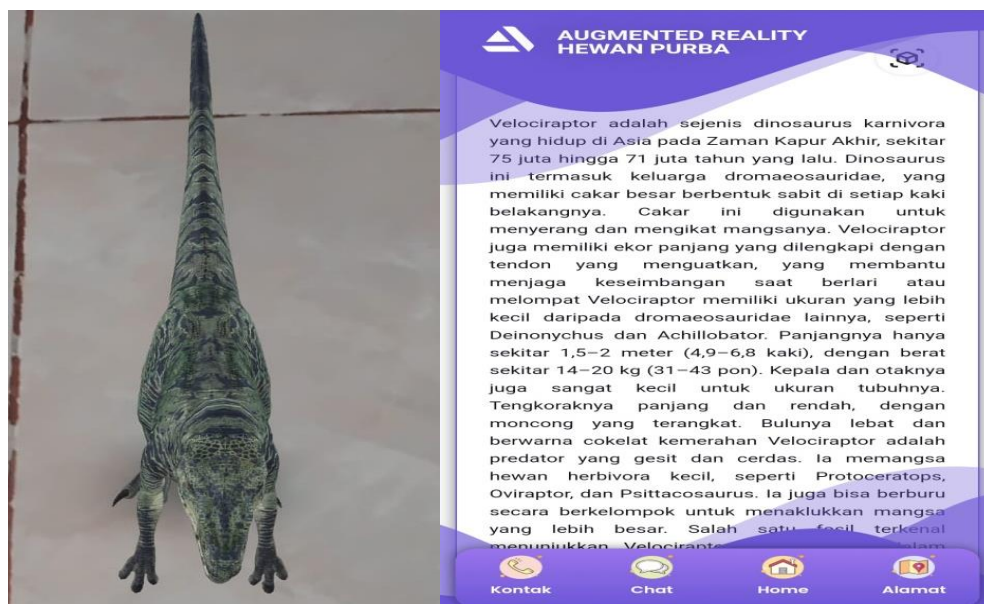 AUGMENTED REALITY
HEWAN PURBA
Velociraptor adalah sejenis dinosaurus karnivora
yang hidup di Asia pada Zaman Kapur Akhir, sekitar
75 juta hingga 71 juta tahun yang lalu. Dinosaurus
ini termasuk keluarga dromaeosauridae, yang
memiliki cakar besar berbentuk sabit di setiap kaki
belakangnya. Cakar ini digunakan untuk
menyerang dan mengikat mangsanya. Velociraptor
juga memiliki ekor panjang yang dilengkapi dengan
tendon yang menguatkan, yang membantu
menjaga keseimbangan saat berlari atau
melompat Velociraptor memiliki ukuran yang lebih
kecil daripada dromaeosauridae lainnya, seperti
Deinonychus dan Achillobator. Panjangnya hanya
sekitar 1,5–2 meter (4,9–6,8 kaki), dengan berat
sekitar 14–20 kg (31–43 pon). Kepala dan otaknya
juga sangat kecil untuk ukuran tubuhnya.
Tengkoraknya panjang dan rendah, dengan
moncong yang terangkat. Bulunya lebat dan
berwarna cokelat kemerahan Velociraptor adalah
predator yang gesit dan cerdas. Ia memangsa
hewan herbivora kecil, seperti Protoceratops,
Oviraptor, dan Psittacosaurus. Ia juga bisa berburu
secara berkelompok untuk menaklukkan mangsa
yang lebih besar. Salah satu fosil terkenal
menunjukkan
Kontak Chat Home Alamat